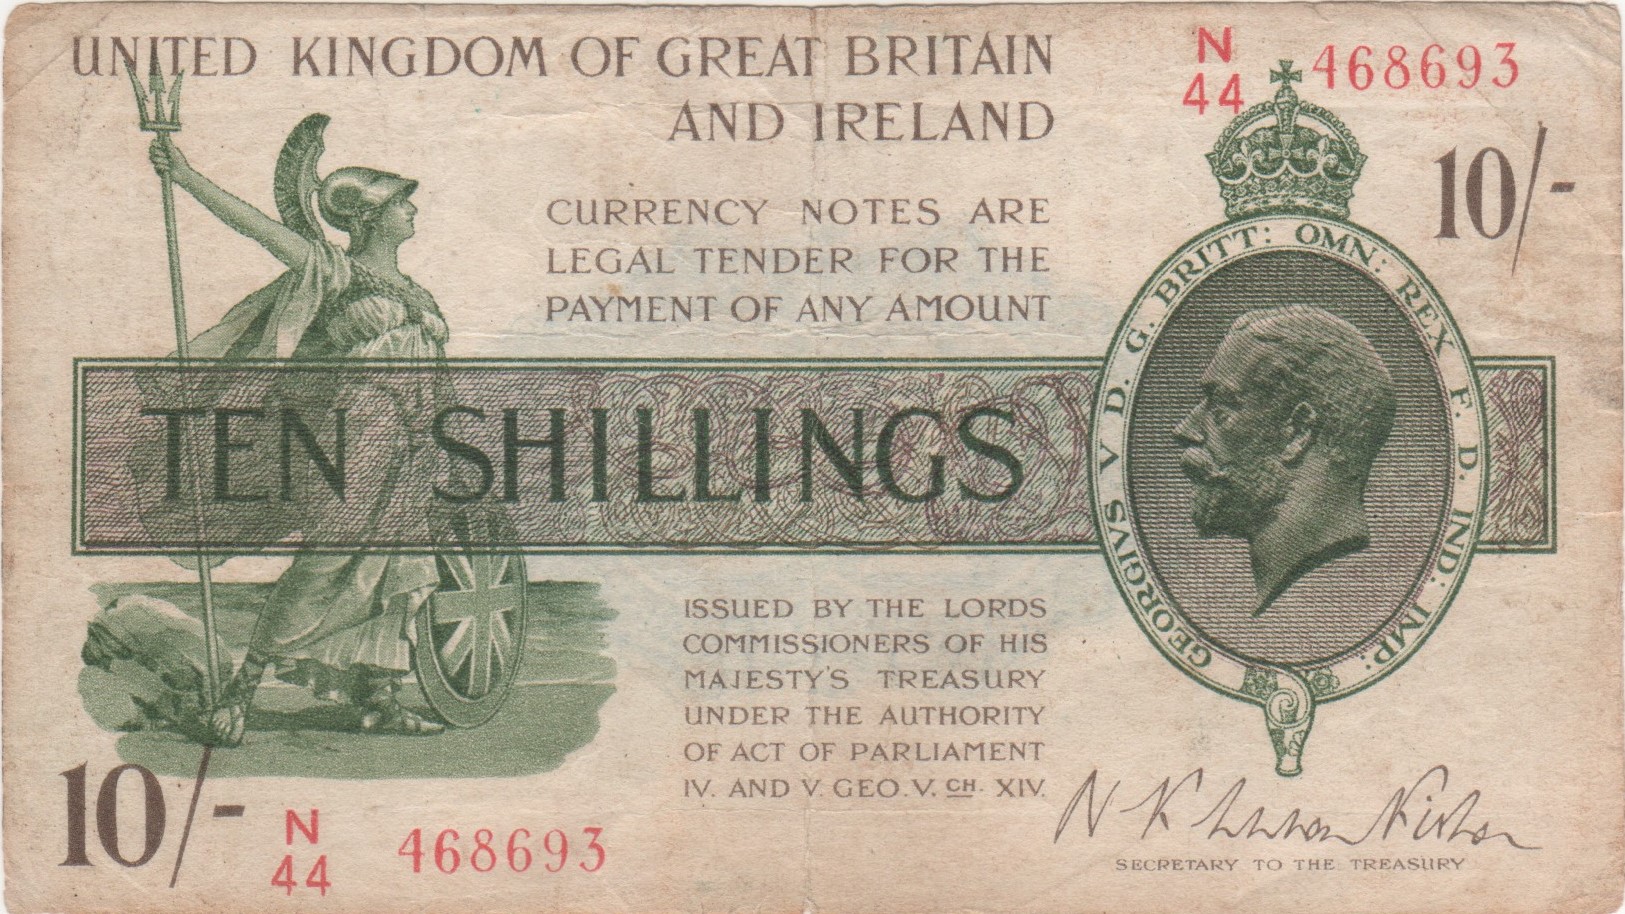 UNITED KINGDOM OF GREAT BRITAIN
AND IRELAND
N
44
468693
10/-
CURRENCY NOTES ARE
LEGAL TENDER FOR THE
PAYMENT OF ANY AMOUNT
TEN SHILLINGS
GEORGIVS V D. G. BRITT: OMN: REX F. D. IND: IMP:
ISSUED BY THE LORDS
COMMISSIONERS OF HIS
MAJESTY'S TREASURY
UNDER THE AUTHORITY
OF ACT OF PARLIAMENT
IV. AND V. GEO. V. CH. XIV.
10/-
N
44
468693
N K Warren Fisher
SECRETARY TO THE TREASURY